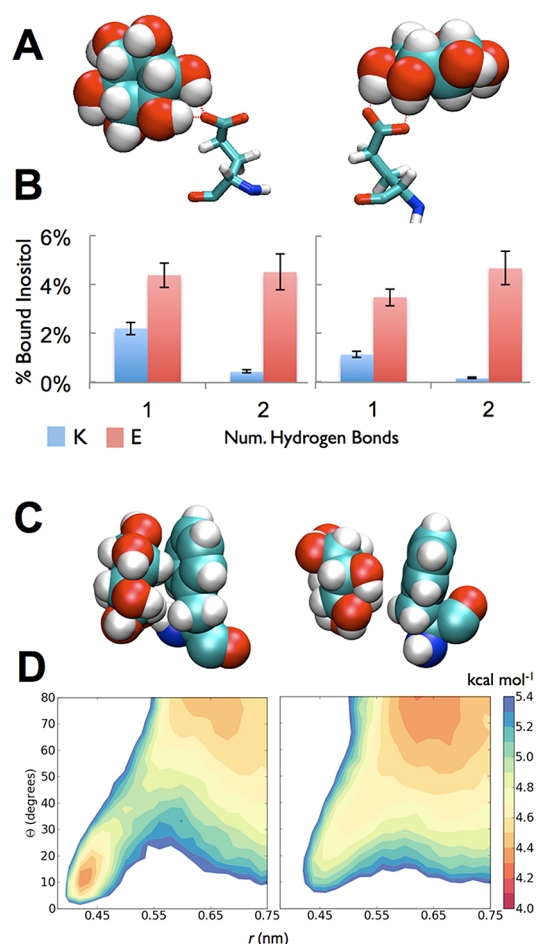 A
B
6%
4%
2%
0%
% Bound Inositol
1 2 1 2
K E Num. Hydrogen Bonds
C
D
kcal mol-1
80
70
60
50
40
30
20
10
0
Θ (degrees)
0.45 0.55 0.65 0.75 0.45 0.55 0.65 0.75
r (nm)
5.4
5.2
5.0
4.8
4.6
4.4
4.2
4.0